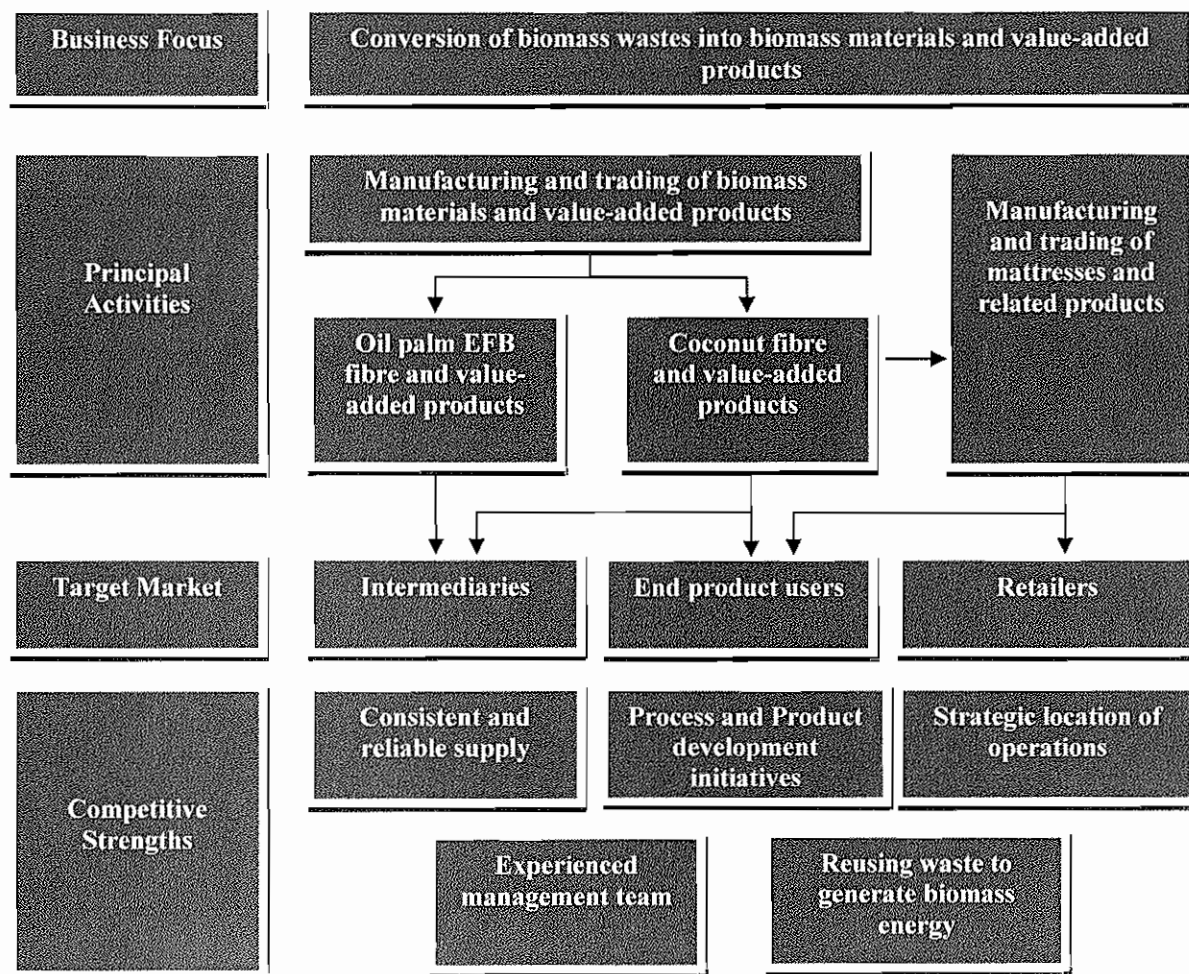 Business Focus
Conversion of biomass wastes into biomass materials and value-added
products
Principal
Activities
Manufacturing and trading of biomass
materials and value-added products
Manufacturing
and trading of
mattresses and
related products
Oil palm EFB
fibre and value-
added products
Coconut fibre
and value-added
products
Target Market
Intermediaries
End product users
Retailers
Competitive
Strengths
Consistent and
reliable supply
Process and Product
development
initiatives
Strategic location of
operations
Experienced
management team
Reusing waste to
generate biomass
energy